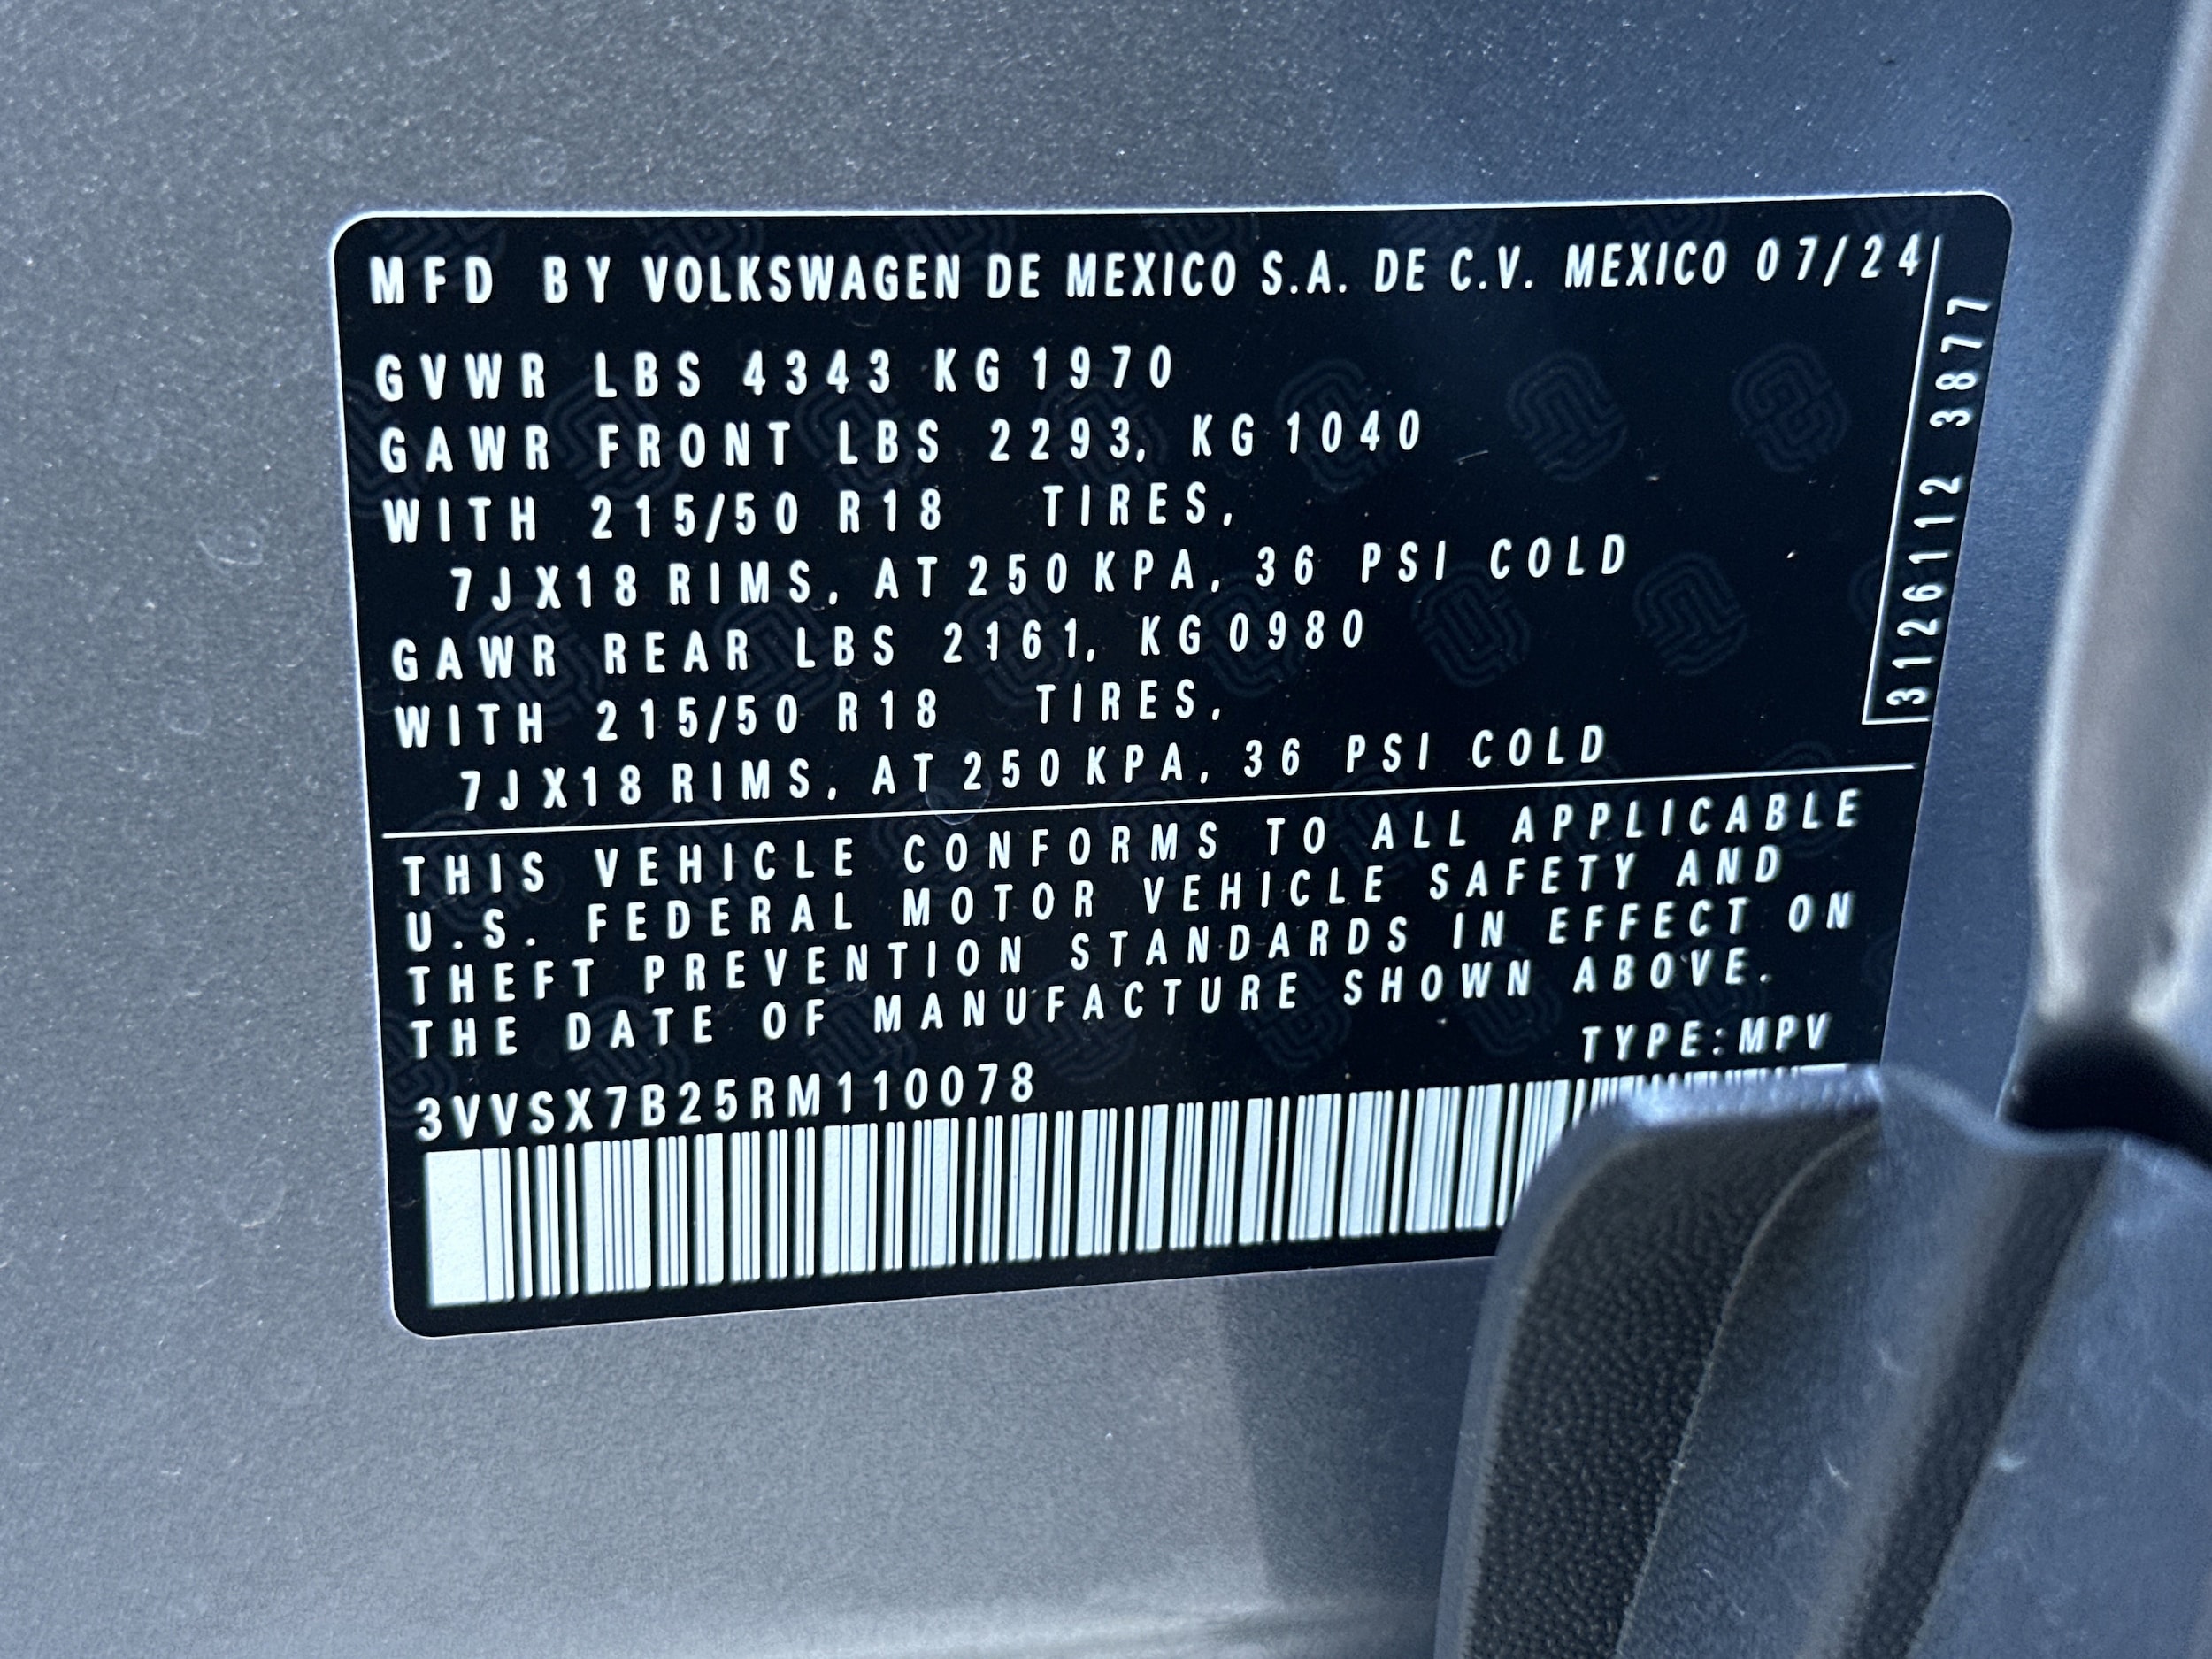 MFD BY VOLKSWAGEN DE MEXICO S.A. DE C.V. MEXICO 07/24
GVWR LBS 4343 KG 1970
GAWR FRONT LBS 2293, KG 1040
WITH 215/50 R18 TIRES,
7JX18 RIMS, AT 250 KPA, 36 PSI COLD
GAWR REAR LBS 2161, KG 0980
WITH 215/50 R18 TIRES,
7JX18 RIMS, AT 250 KPA, 36 PSI COLD
3126112 3877
THIS VEHICLE CONFORMS TO ALL APPLICABLE
U.S. FEDERAL MOTOR VEHICLE SAFETY AND
THEFT PREVENTION STANDARDS IN EFFECT ON
THE DATE OF MANUFACTURE SHOWN ABOVE.
TYPE:MPV
3VVSX7B25RM110078